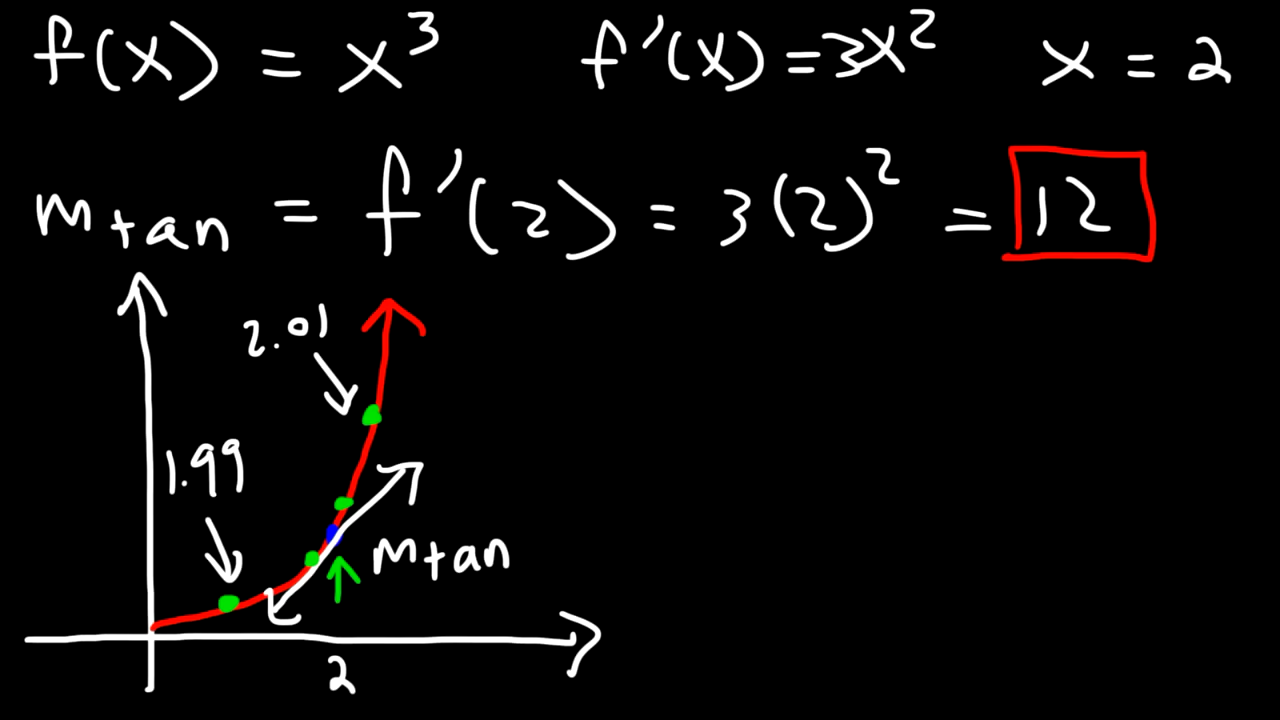 f(x) = x³ f'(x) = 3x² x = 2
mtan = f'(2) = 3(2)² = 12
2.01
1.99
mtan
2